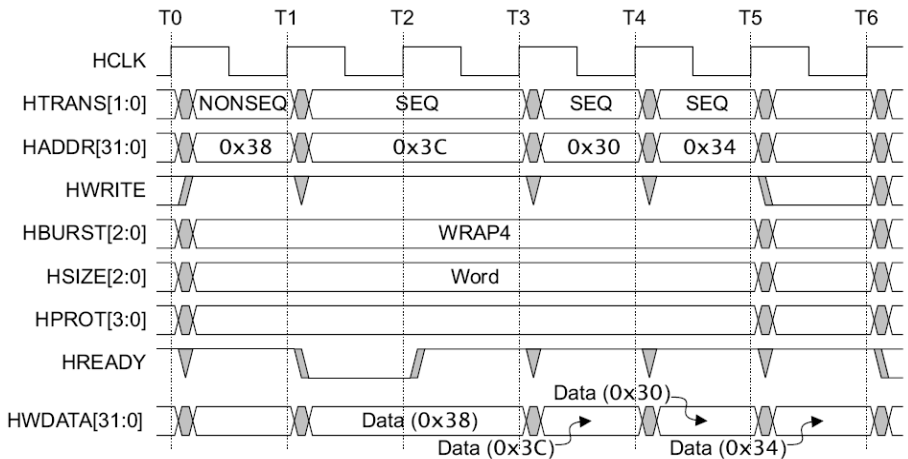 T0 T1 T2 T3 T4 T5 T6
HCLK
HTRANS[1:0] NONSEQ SEQ SEQ SEQ
HADDR[31:0] 0x38 0x3C 0x30 0x34
HWRITE
HBURST[2:0] WRAP4
HSIZE[2:0] Word
HPROT[3:0]
HREADY
Data (0x30)
HWDATA[31:0] Data (0x38)
Data (0x3C) Data (0x34)